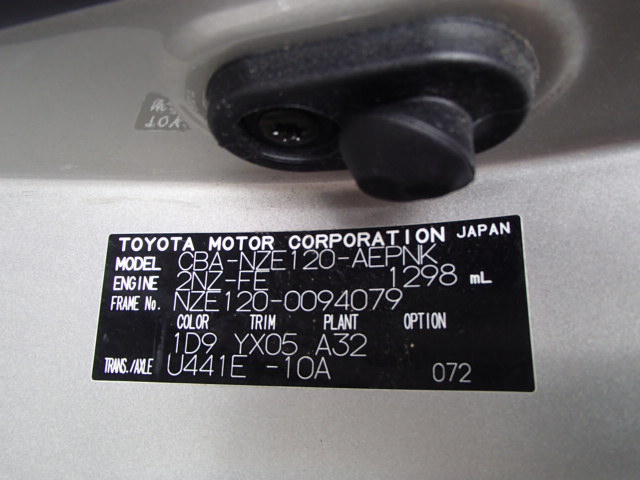 TOYOTA MOTOR CORPORATION JAPAN
MODEL CBA-NZE120-AEPNK
ENGINE 2NZ-FE 1298 mL
FRAME No. NZE120-0094079
COLOR TRIM PLANT OPTION
1D9 YX05 A32
TRANS./AXLE U441E -10A 072